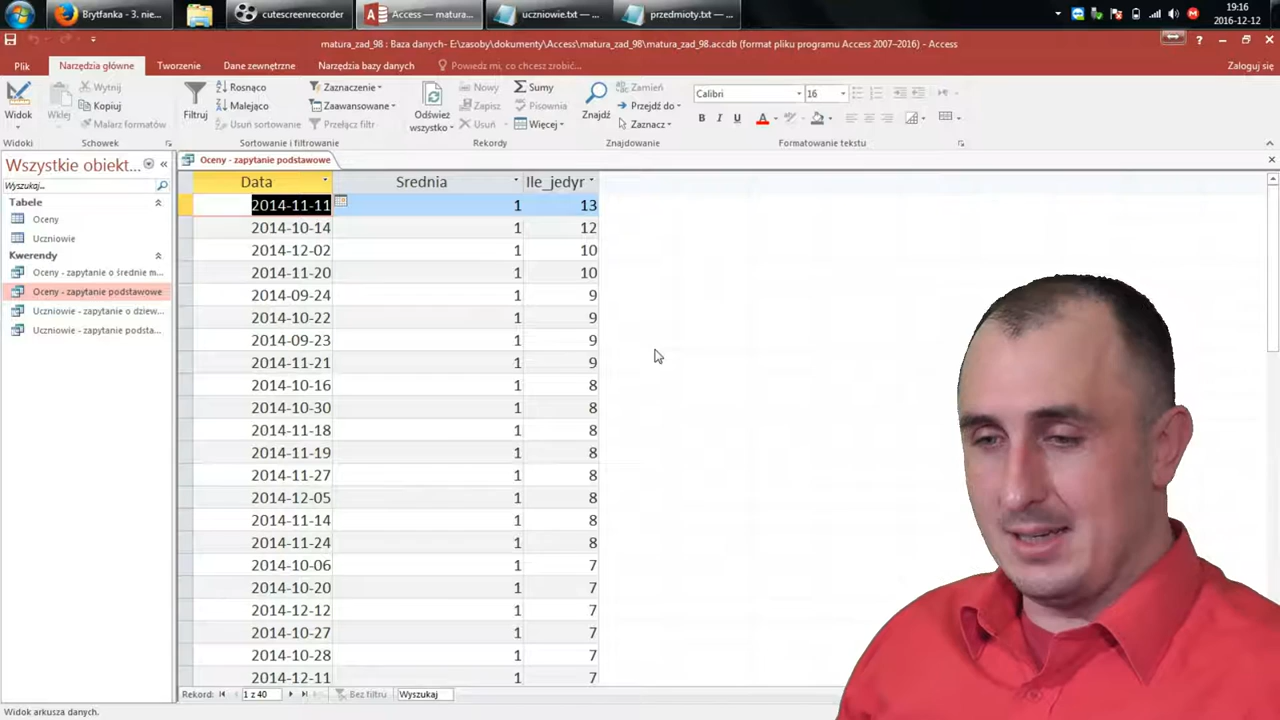 Brytfanka - 3. nie...
cutescreenrecorder
Access — matura...
uczniowie.txt — ...
przedmioty.txt — ...
19:16
2016-12-12
matura_zad_98 : Baza danych- E:\zasoby\dokumenty\Access\matura_zad_98\matura_zad_98.accdb (format pliku programu Access 2007–2016) - Access
Plik
Narzędzia główne
Tworzenie
Dane zewnętrzne
Narzędzia bazy danych
Powiedz mi, co chcesz zrobić...
Zaloguj się
Widok
Wklej
Wytnij
Kopiuj
Malarz formatów
Filtruj
Rosnąco
Malejąco
Usuń sortowanie
Zaznaczenie
Zaawansowane
Przełącz filtr
Odśwież wszystko
Nowy
Zapisz
Usuń
Sumy
Pisownia
Więcej
Znajdź
Zamień
Przejdź do
Zaznacz
Calibri
16
B I U
Widoki
Schowek
Sortowanie i filtrowanie
Rekordy
Znajdowanie
Formatowanie tekstu
Wszystkie obiekt...
Wyszukaj...
Tabele
Oceny
Uczniowie
Kwerendy
Oceny - zapytanie o średnie m...
Oceny - zapytanie podstawowe
Uczniowie - zapytanie o dziew...
Uczniowie - zapytanie podsta...
Oceny - zapytanie podstawowe
Data Srednia Ile_jedyr
2014-11-11 1 13
2014-10-14 1 12
2014-12-02 1 10
2014-11-20 1 10
2014-09-24 1 9
2014-10-22 1 9
2014-09-23 1 9
2014-11-21 1 9
2014-10-16 1 8
2014-10-30 1 8
2014-11-18 1 8
2014-11-19 1 8
2014-11-27 1 8
2014-12-05 1 8
2014-11-14 1 8
2014-11-24 1 8
2014-10-06 1 7
2014-10-20 1 7
2014-12-12 1 7
2014-10-27 1 7
2014-10-28 1 7
2014-12-11 1 7
Rekord: 1 z 40 Bez filtru Wyszukaj
Widok arkusza danych.